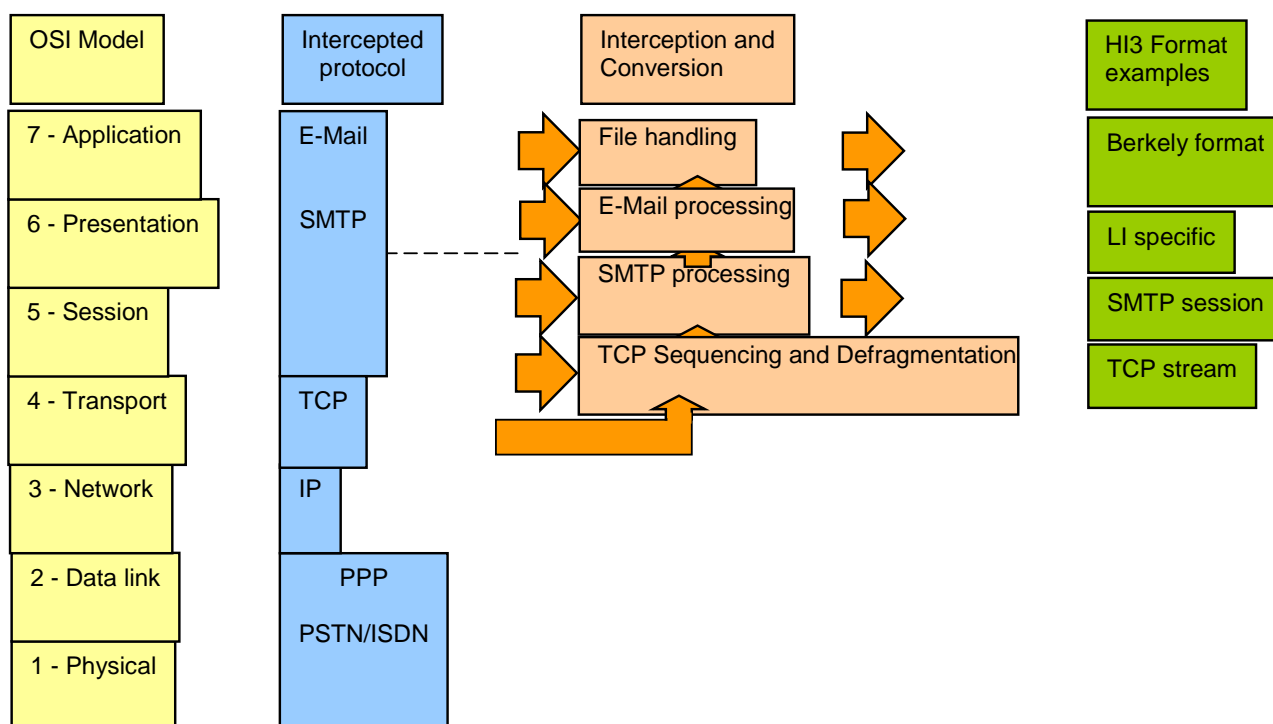 OSI Model
Intercepted
protocol
Interception and
Conversion
HI3 Format
examples
7 - Application
E-Mail
File handling
Berkely format
6 - Presentation
SMTP
E-Mail processing
LI specific
5 - Session
SMTP processing
SMTP session
4 - Transport
TCP
TCP Sequencing and Defragmentation
TCP stream
3 - Network
IP
2 - Data link
PPP
PSTN/ISDN
1 - Physical